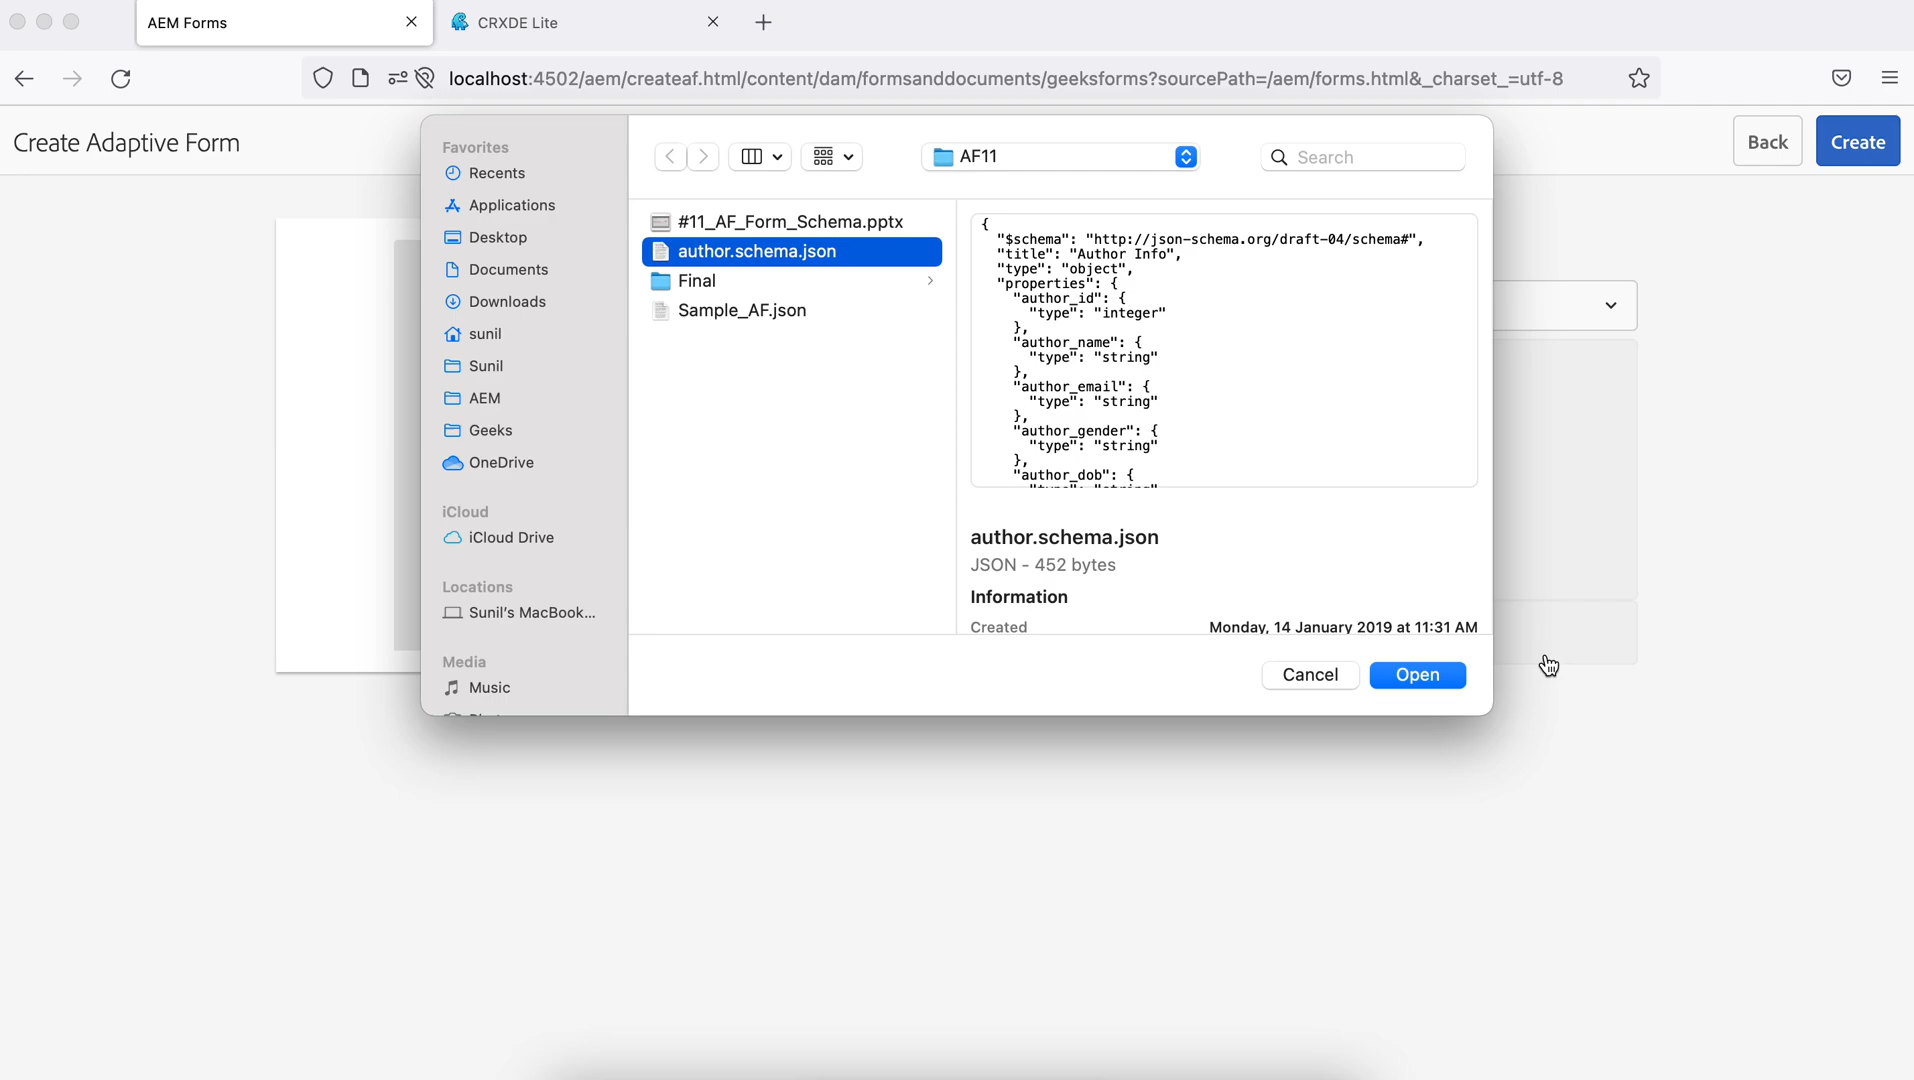 AEM Forms
CRXDE Lite
localhost:4502/aem/createaf.html/content/dam/formsanddocuments/geeksforms?sourcePath=/aem/forms.html&_charset_=utf-8
Create Adaptive Form
Back
Create
Favorites
Recents
Applications
Desktop
Documents
Downloads
sunil
Sunil
AEM
Geeks
OneDrive
iCloud
iCloud Drive
Locations
Sunil's MacBook...
Media
Music
AF11
Search
#11_AF_Form_Schema.pptx
author.schema.json
Final
Sample_AF.json
{
"$schema": "http://json-schema.org/draft-04/schema#",
"title": "Author Info",
"type": "object",
"properties": {
"author_id": {
"type": "integer"
},
"author_name": {
"type": "string"
},
"author_email": {
"type": "string"
},
"author_gender": {
"type": "string"
},
"author_dob": {
"type": "string"
author.schema.json
JSON - 452 bytes
Information
Created Monday, 14 January 2019 at 11:31 AM
Cancel
Open